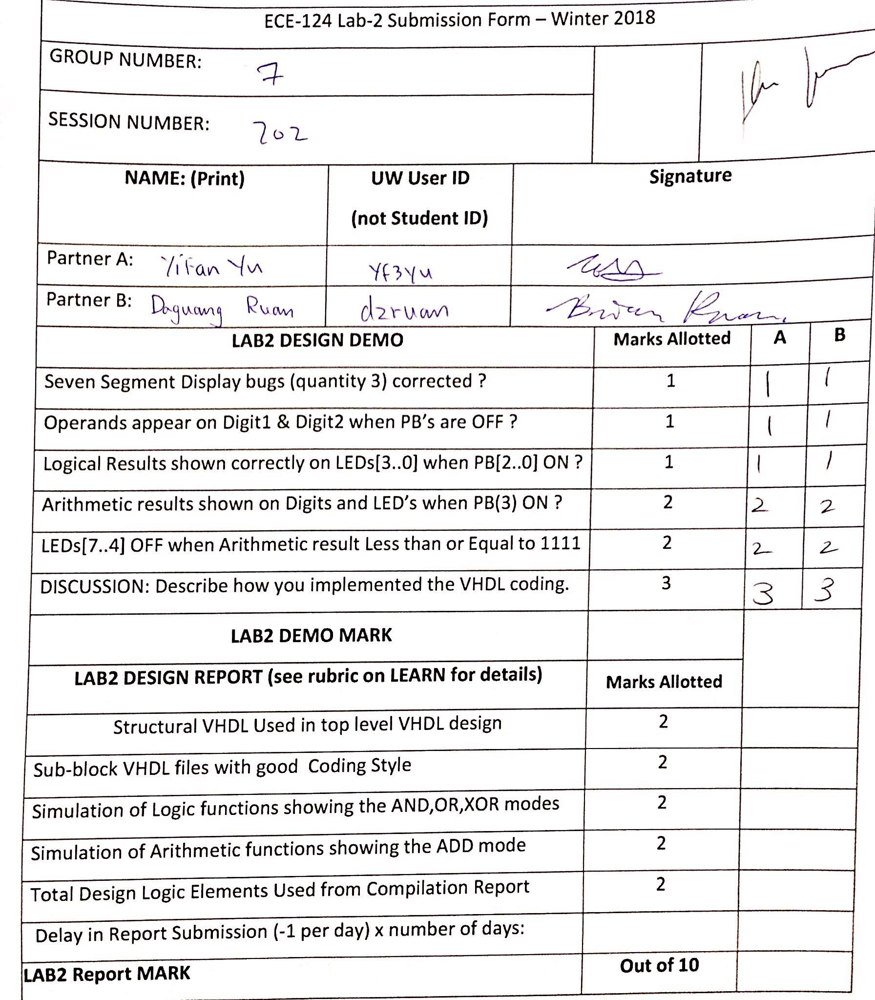 ECE-124 Lab-2 Submission Form – Winter 2018
GROUP NUMBER: 7
SESSION NUMBER: 202
NAME: (Print) UW User ID (not Student ID) Signature
Partner A: Yifan Yu yf3yu
Partner B: Daguang Ruan dzruan Brian Ruan
LAB2 DESIGN DEMO Marks Allotted A B
Seven Segment Display bugs (quantity 3) corrected ? 1 1 1
Operands appear on Digit1 & Digit2 when PB's are OFF ? 1 1 1
Logical Results shown correctly on LEDs[3..0] when PB[2..0] ON ? 1 1 1
Arithmetic results shown on Digits and LED's when PB(3) ON ? 2 2 2
LEDs[7..4] OFF when Arithmetic result Less than or Equal to 1111 2 2 2
DISCUSSION: Describe how you implemented the VHDL coding. 3 3 3
LAB2 DEMO MARK
LAB2 DESIGN REPORT (see rubric on LEARN for details) Marks Allotted
Structural VHDL Used in top level VHDL design 2
Sub-block VHDL files with good Coding Style 2
Simulation of Logic functions showing the AND,OR,XOR modes 2
Simulation of Arithmetic functions showing the ADD mode 2
Total Design Logic Elements Used from Compilation Report 2
Delay in Report Submission (-1 per day) x number of days:
LAB2 Report MARK Out of 10